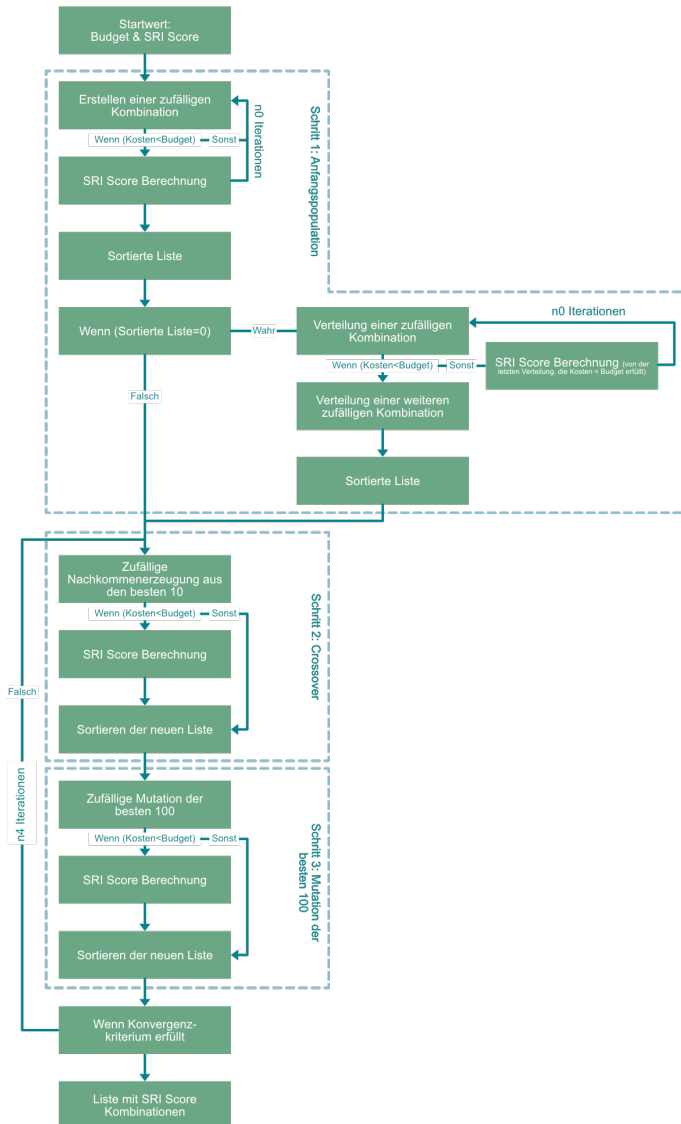 Startwert:
Budget & SRI Score
Erstellen einer zufälligen
Kombination
Wenn (Kosten<Budget)
Sonst
n0 Iterationen
SRI Score Berechnung
Sortierte Liste
Wenn (Sortierte Liste=0)
Wahr
Falsch
Schritt 1: Anfangspopulation
Verteilung einer zufälligen
Kombination
n0 Iterationen
Wenn (Kosten<Budget)
Sonst
SRI Score Berechnung (von der
letzten Verteilung, die Kosten < Budget erfüllt)
Verteilung einer weiteren
zufälligen Kombination
Sortierte Liste
Zufällige
Nachkommenerzeugung aus
den besten 10
Wenn (Kosten<Budget)
Sonst
SRI Score Berechnung
Sortieren der neuen Liste
Schritt 2: Crossover
Zufällige Mutation der
besten 100
Wenn (Kosten<Budget)
Sonst
SRI Score Berechnung
Sortieren der neuen Liste
Schritt 3: Mutation der
besten 100
Falsch
n4 Iterationen
Wenn Konvergenz-
kriterium erfüllt
Liste mit SRI Score
Kombinationen